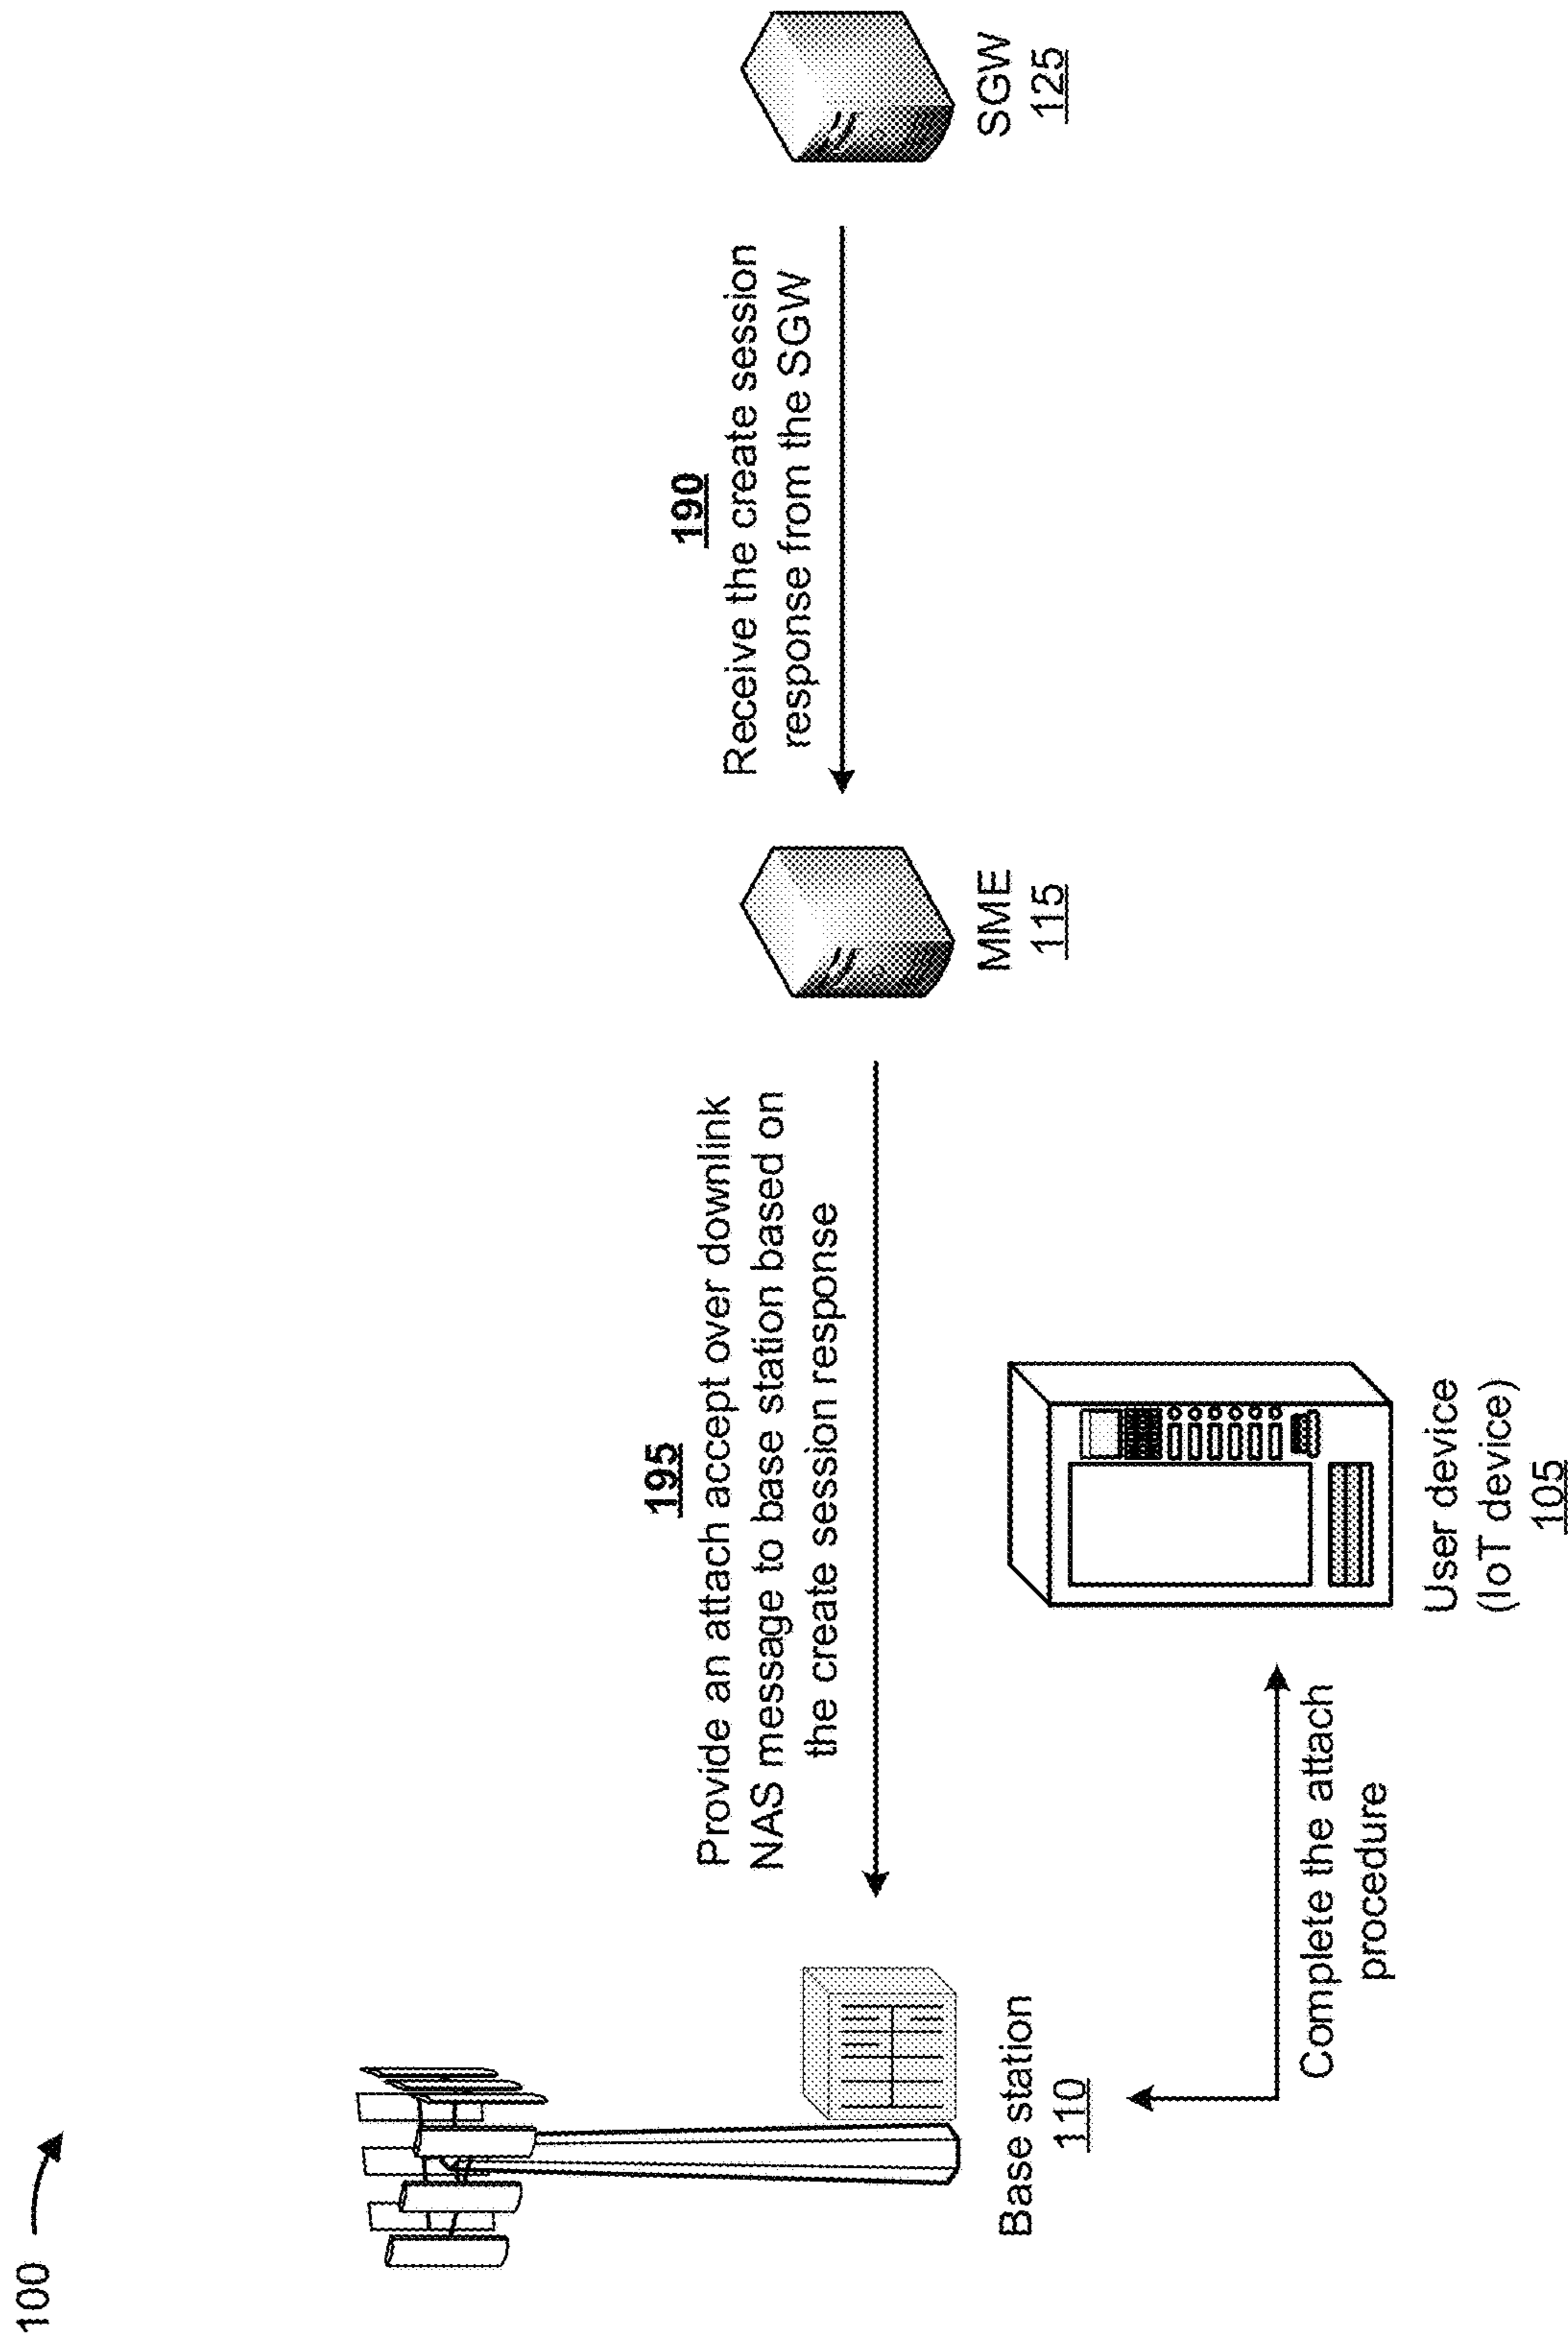 100
190
Receive the create session
response from the SGW
195
Provide an attach accept over downlink
NAS message to base station based on
the create session response
SGW
125
MME
115
Base station
110
User device
(IoT device)
105
Complete the attach
procedure